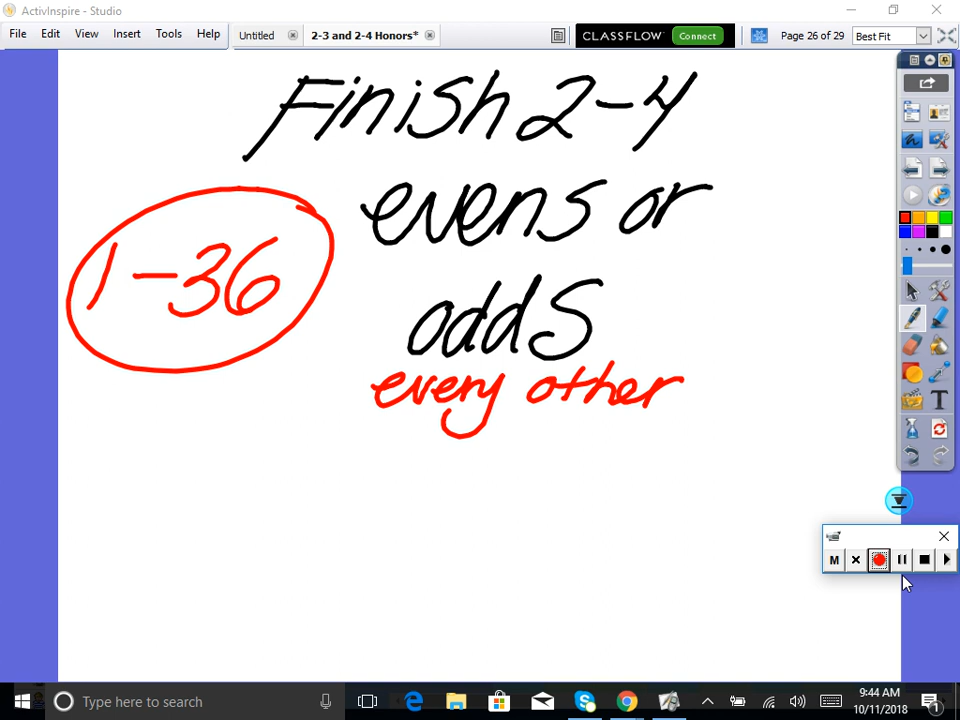 ActivInspire - Studio
File Edit View Insert Tools Help Untitled 2-3 and 2-4 Honors* CLASSFLOW Connect Page 26 of 29 Best Fit
Finish 2-4
evens or
1-36
odds
every other
M
Type here to search
9:44 AM
10/11/2018
1